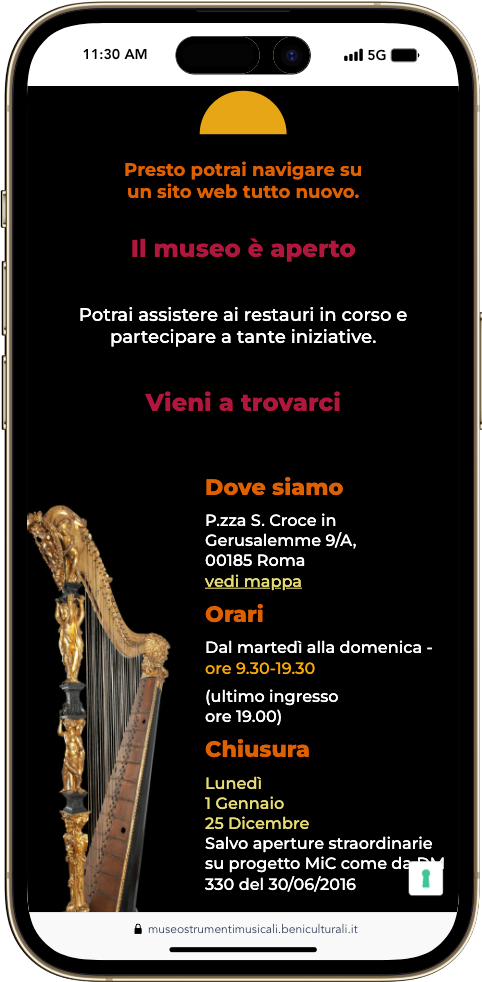 11:30 AM
5G
Presto potrai navigare su
un sito web tutto nuovo.
Il museo è aperto
Potrai assistere ai restauri in corso e
partecipare a tante iniziative.
Vieni a trovarci
Dove siamo
P.zza S. Croce in
Gerusalemme 9/A,
00185 Roma
vedi mappa
Orari
Dal martedì alla domenica -
ore 9.30-19.30
(ultimo ingresso
ore 19.00)
Chiusura
Lunedì
1 Gennaio
25 Dicembre
Salvo aperture straordinarie
su progetto MiC come da DM
330 del 30/06/2016
museostrumentimusicali.beniculturali.it